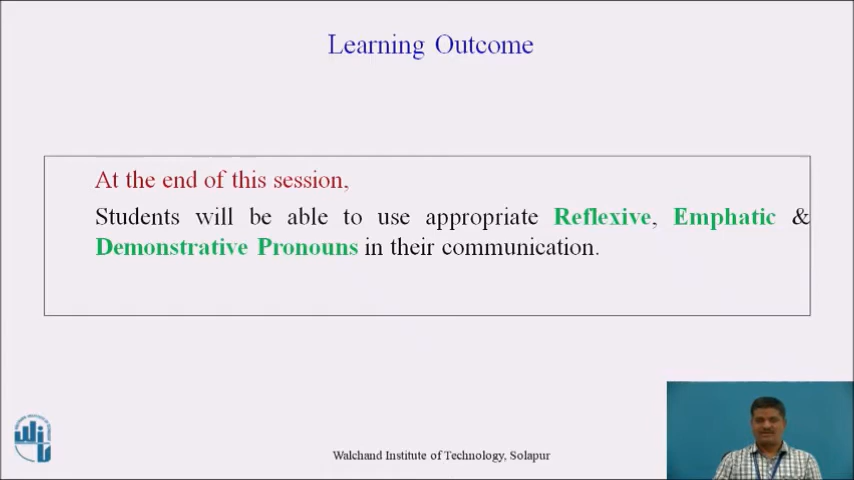 Learning Outcome
At the end of this session,
Students will be able to use appropriate Reflexive, Emphatic &
Demonstrative Pronouns in their communication.
WIT
Walchand Institute of Technology, Solapur